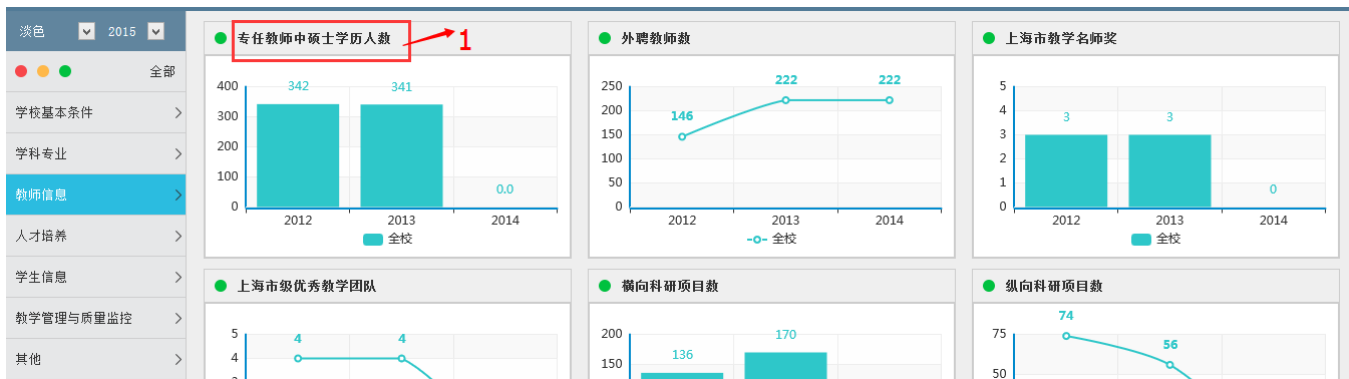 淡色 2015
全部
学校基本条件
学科专业
教师信息
人才培养
学生信息
教学管理与质量监控
其他
专任教师中硕士学历人数 1
400
300
200
100
0
342
341
0.0
2012 2013 2014
全校
外聘教师数
250
200
150
100
50
0
146
222
222
2012 2013 2014
全校
上海市教学名师奖
5
4
3
2
1
0
3
3
0
2012 2013 2014
全校
上海市级优秀教学团队
5
4
4
4
横向科研项目数
200
150
136
170
纵向科研项目数
75
50
74
56